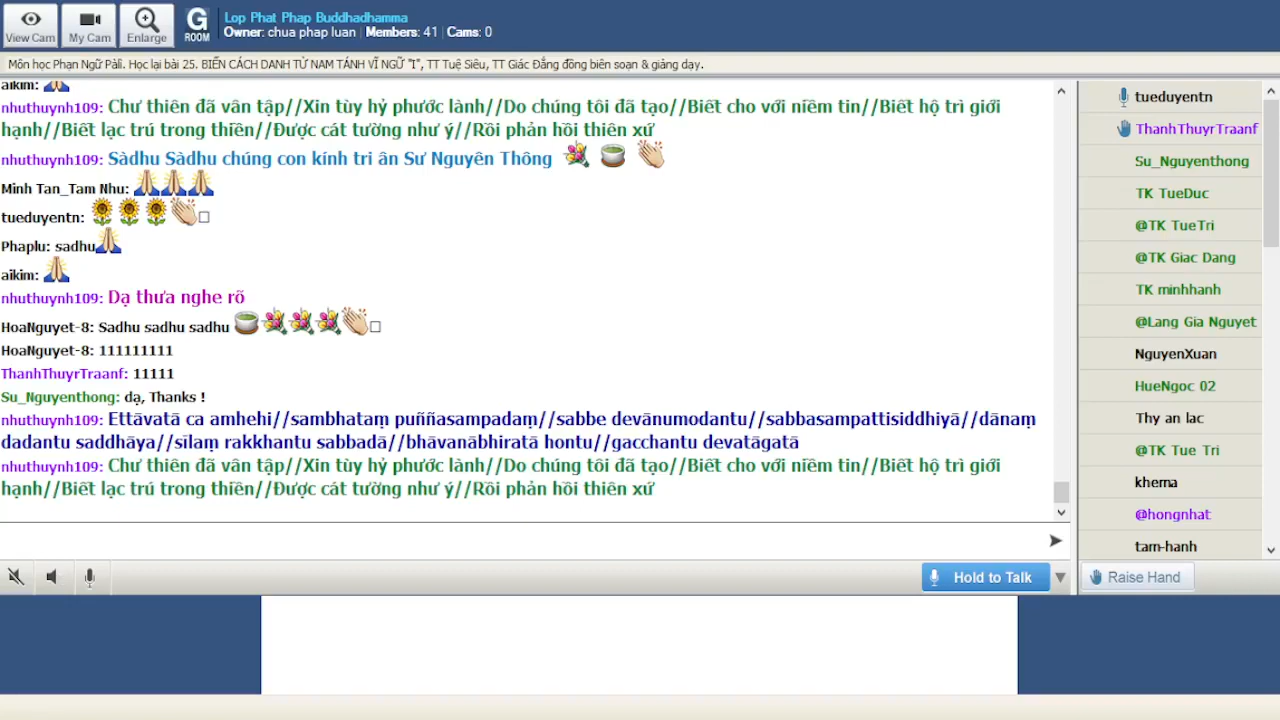 Lop Phat Phap Buddhadhamma
Owner: chua phap luan | Members: 41 | Cams: 0
View Cam
My Cam
Enlarge
G ROOM
Môn học Phạn Ngữ Pàli. Học lại bài 25. BIẾN CÁCH DANH TỪ NAM TÁNH VĨ NGỮ "I", TT Tuệ Siêu, TT Giác Đẳng đồng biên soạn & giảng dạy.
aikim:
nhuthuynh109: Chư thiên đã vân tập//Xin tùy hỷ phước lành//Do chúng tôi đã tạo//Biết cho với niềm tin//Biết hộ trì giới
hạnh//Biết lạc trú trong thiền//Được cát tường như ý//Rồi phản hồi thiên xứ
nhuthuynh109: Sàdhu Sàdhu chúng con kính tri ân Sư Nguyên Thông
Minh Tan_Tam Nhu:
tueduyentn:
Phaplu: sadhu
aikim:
nhuthuynh109: Dạ thưa nghe rõ
HoaNguyet-8: Sadhu sadhu sadhu
HoaNguyet-8: 111111111
ThanhThuyrTraanf: 11111
Su_Nguyenthong: dạ, Thanks !
nhuthuynh109: Ettāvatā ca amhehi//sambhataṃ puññasampadaṃ//sabbe devānumodantu//sabbasampattisiddhiyā//dānaṃ
dadantu saddhāya//sīlaṃ rakkhantu sabbadā//bhāvanābhiratā hontu//gacchantu devatāgatā
nhuthuynh109: Chư thiên đã vân tập//Xin tùy hỷ phước lành//Do chúng tôi đã tạo//Biết cho với niềm tin//Biết hộ trì giới
hạnh//Biết lạc trú trong thiền//Được cát tường như ý//Rồi phản hồi thiên xứ
Hold to Talk
tueduyentn
ThanhThuyrTraanf
Su_Nguyenthong
TK TueDuc
@TK TueTri
@TK Giac Dang
TK minhhanh
@Lang Gia Nguyet
NguyenXuan
HueNgoc 02
Thy an lac
@TK Tue Tri
khema
@hongnhat
tam-hanh
Raise Hand